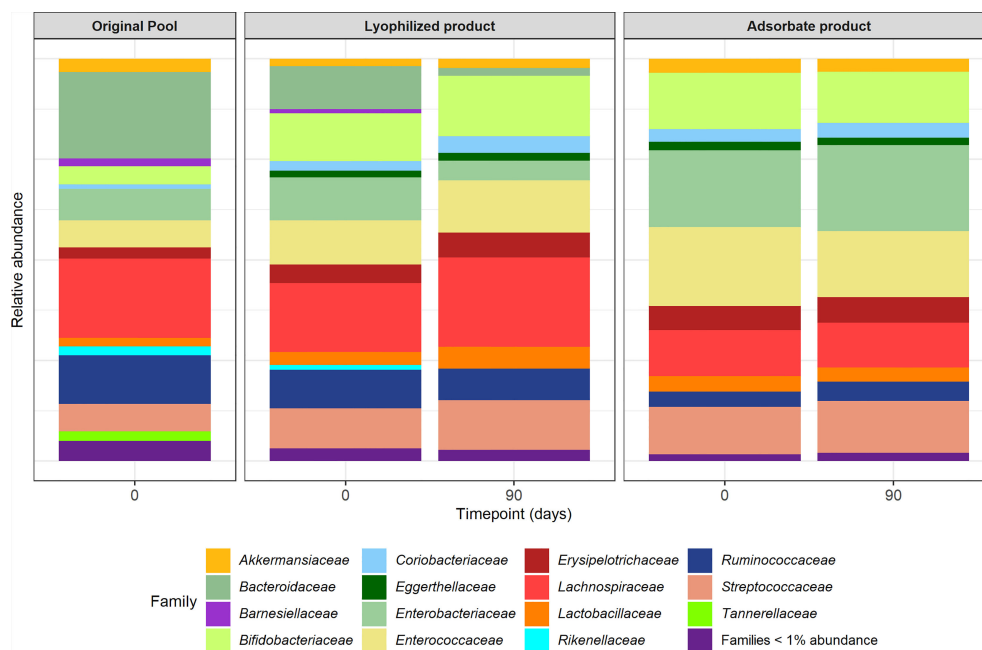 Original Pool
Lyophilized product
Adsorbate product
Relative abundance
0
0
90
0
90
Timepoint (days)
Family
Akkermansiaceae
Bacteroidaceae
Barnesiellaceae
Bifidobacteriaceae
Coriobacteriaceae
Eggerthellaceae
Enterobacteriaceae
Enterococcaceae
Erysipelotrichaceae
Lachnospiraceae
Lactobacillaceae
Rikenellaceae
Ruminococcaceae
Streptococcaceae
Tannerellaceae
Families < 1% abundance